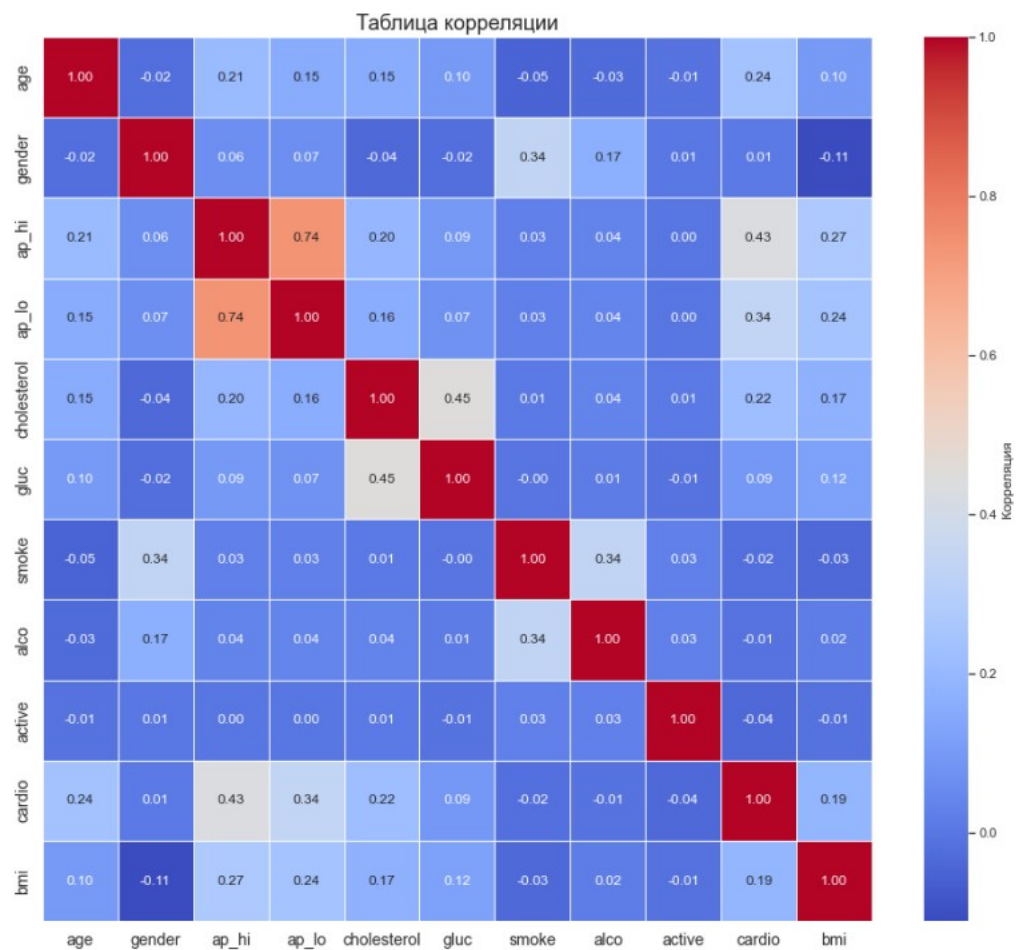 Таблица корреляции
age 1.00 -0.02 0.21 0.15 0.15 0.10 -0.05 -0.03 -0.01 0.24 0.10
gender -0.02 1.00 0.06 0.07 -0.04 -0.02 0.34 0.17 0.01 0.01 -0.11
ap_hi 0.21 0.06 1.00 0.74 0.20 0.09 0.03 0.04 0.00 0.43 0.27
ap_lo 0.15 0.07 0.74 1.00 0.16 0.07 0.03 0.04 0.00 0.34 0.24
cholesterol 0.15 -0.04 0.20 0.16 1.00 0.45 0.01 0.04 0.01 0.22 0.17
gluc 0.10 -0.02 0.09 0.07 0.45 1.00 -0.00 0.01 -0.01 0.09 0.12
smoke -0.05 0.34 0.03 0.03 0.01 -0.00 1.00 0.34 0.03 -0.02 -0.03
alco -0.03 0.17 0.04 0.04 0.04 0.01 0.34 1.00 0.03 -0.01 0.02
active -0.01 0.01 0.00 0.00 0.01 -0.01 0.03 0.03 1.00 -0.04 -0.01
cardio 0.24 0.01 0.43 0.34 0.22 0.09 -0.02 -0.01 -0.04 1.00 0.19
bmi 0.10 -0.11 0.27 0.24 0.17 0.12 -0.03 0.02 -0.01 0.19 1.00
age gender ap_hi ap_lo cholesterol gluc smoke alco active cardio bmi
1.0
0.8
0.6
0.4
0.2
0.0
Корреляция